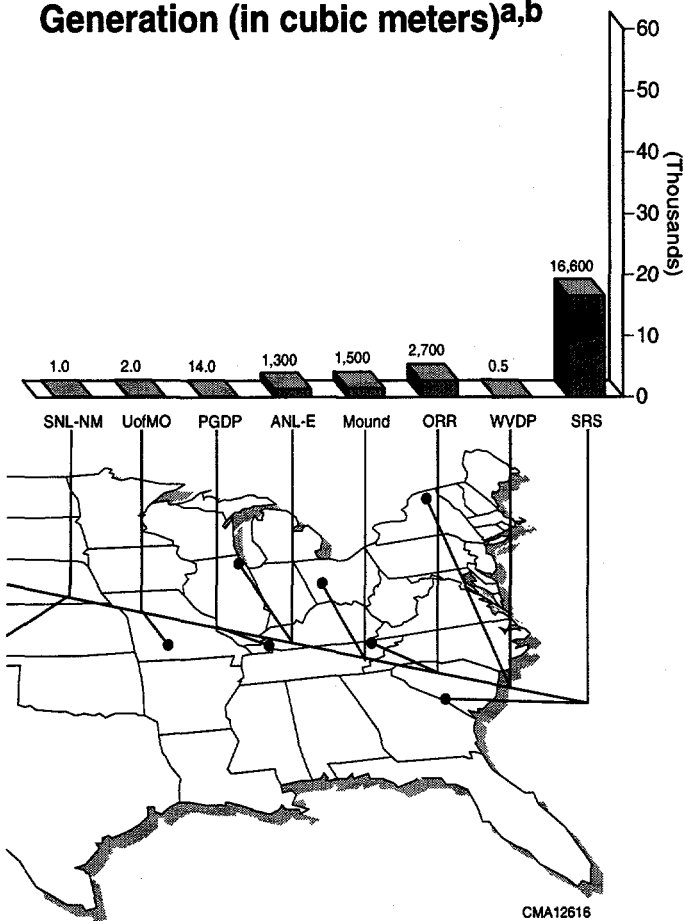 Generation (in cubic meters)a,b
60
50
40
30
20
10
0
(Thousands)
1.0 2.0 14.0 1,300 1,500 2,700 0.5 16,600
SNL-NM UofMO PGDP ANL-E Mound ORR WVDP SRS
CMA12616